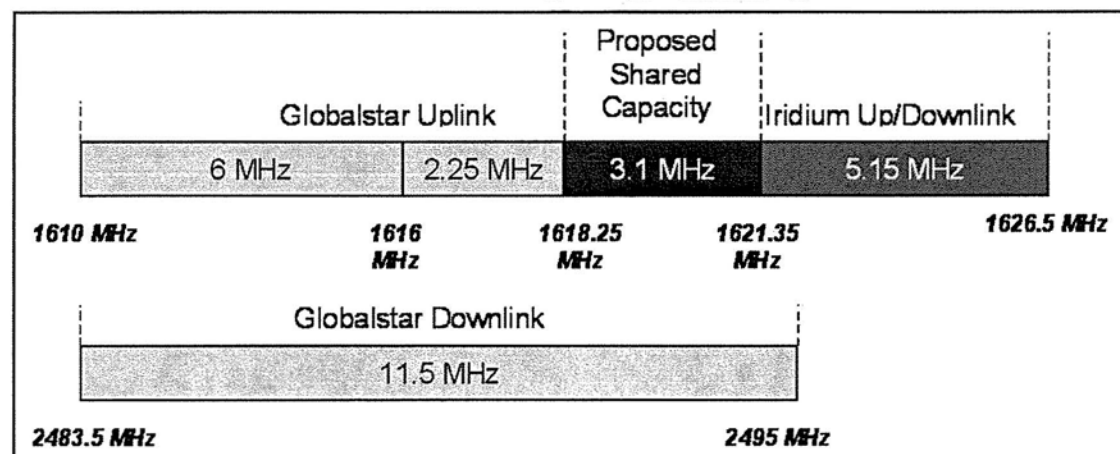 Proposed
Shared
Capacity
Globalstar Uplink
Iridium Up/Downlink
6 MHz
2.25 MHz
3.1 MHz
5.15 MHz
1610 MHz
1616
MHz
1618.25
MHz
1621.35
MHz
1626.5 MHz
Globalstar Downlink
11.5 MHz
2483.5 MHz
2495 MHz